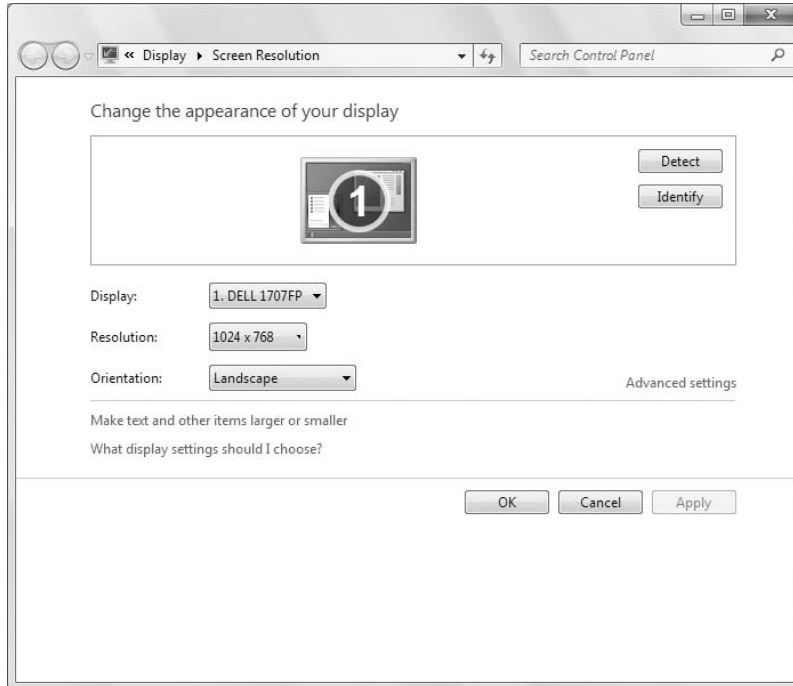 « Display ▸ Screen Resolution
Search Control Panel
Change the appearance of your display
1
Detect
Identify
Display: 1. DELL 1707FP
Resolution: 1024 x 768
Orientation: Landscape
Advanced settings
Make text and other items larger or smaller
What display settings should I choose?
OK Cancel Apply